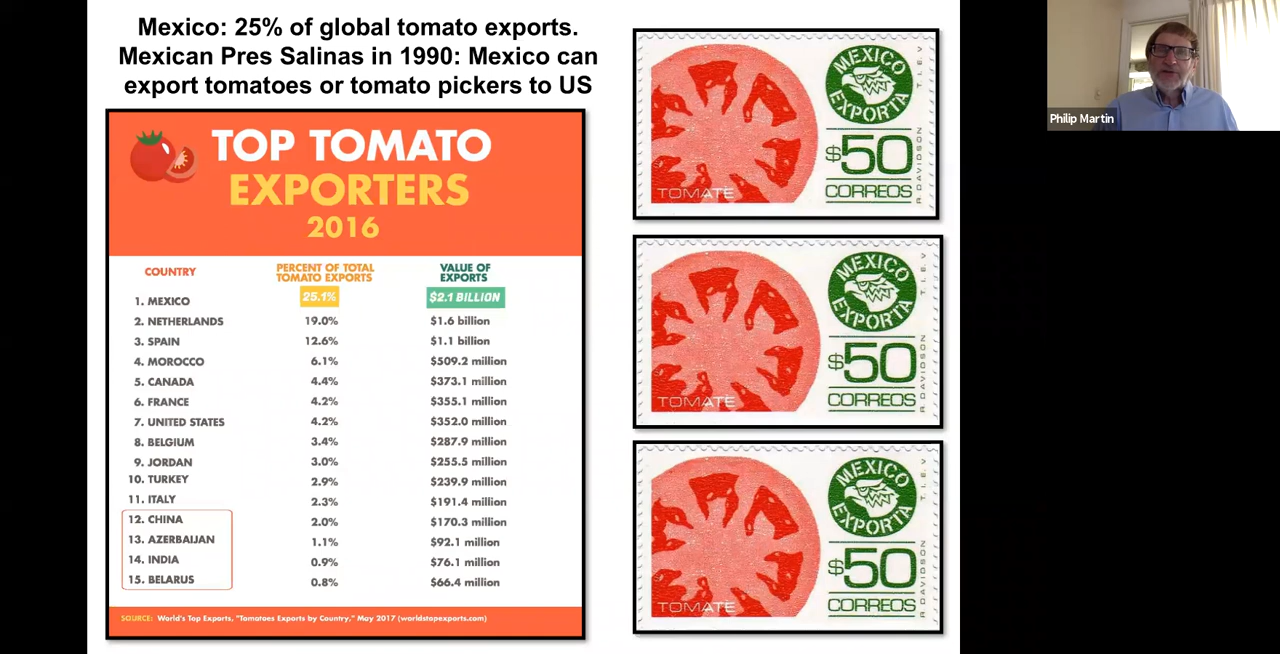 Mexico: 25% of global tomato exports.
Mexican Pres Salinas in 1990: Mexico can
export tomatoes or tomato pickers to US
TOP TOMATO
EXPORTERS
2016
COUNTRY PERCENT OF TOTAL TOMATO EXPORTS VALUE OF EXPORTS
1. MEXICO 25.1% $2.1 BILLION
2. NETHERLANDS 19.0% $1.6 billion
3. SPAIN 12.6% $1.1 billion
4. MOROCCO 6.1% $509.2 million
5. CANADA 4.4% $373.1 million
6. FRANCE 4.2% $355.1 million
7. UNITED STATES 4.2% $352.0 million
8. BELGIUM 3.4% $287.9 million
9. JORDAN 3.0% $255.5 million
10. TURKEY 2.9% $239.9 million
11. ITALY 2.3% $191.4 million
12. CHINA 2.0% $170.3 million
13. AZERBAIJAN 1.1% $92.1 million
14. INDIA 0.9% $76.1 million
15. BELARUS 0.8% $66.4 million
SOURCE: World's Top Exports, "Tomatoes Exports by Country," May 2017 (worldstopexports.com)
MEXICO
EXPORTA
$50
CORREOS
TOMATE
R. DAVIDSON
T. I. E. V
MEXICO
EXPORTA
$50
CORREOS
TOMATE
R. DAVIDSON
T. I. E. V
MEXICO
EXPORTA
$50
CORREOS
TOMATE
R. DAVIDSON
T. I. E. V
Philip Martin